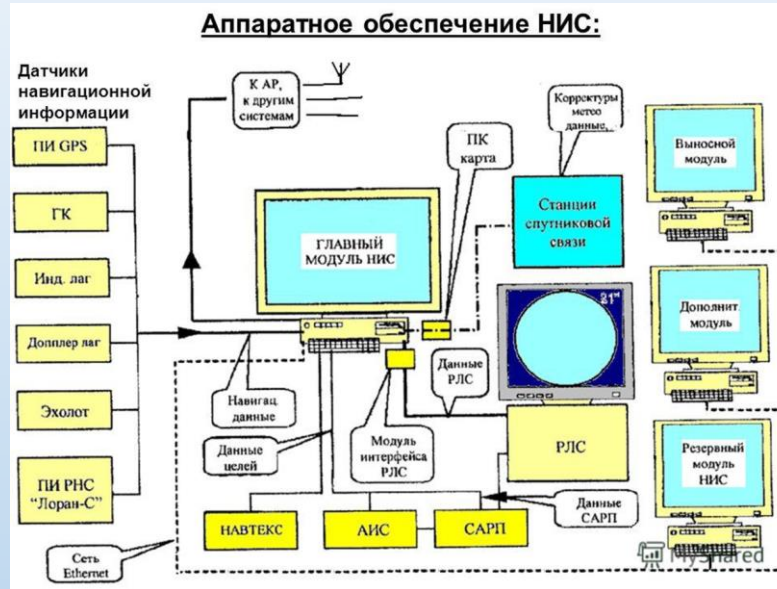 Аппаратное обеспечение НИС:
Датчики
навигационной
информации
К АР,
к другим
системам
ПК
карта
Корректуры
метео
данные,
Выносной
модуль
ПИ GPS
ГК
Инд. лаг
Допплер лаг
Эхолот
ПИ РНС
“Лоран-С”
ГЛАВНЫЙ
МОДУЛЬ НИС
Станции
спутниковой
связи
21"
Дополнит.
модуль
Навигац.
данные
Данные
целей
Модуль
интерфейса
РЛС
Данные
РЛС
РЛС
Резервный
модуль
НИС
НАВТЕКС
АИС
САРП
Данные
САРП
Сеть
Ethernet
MyShared